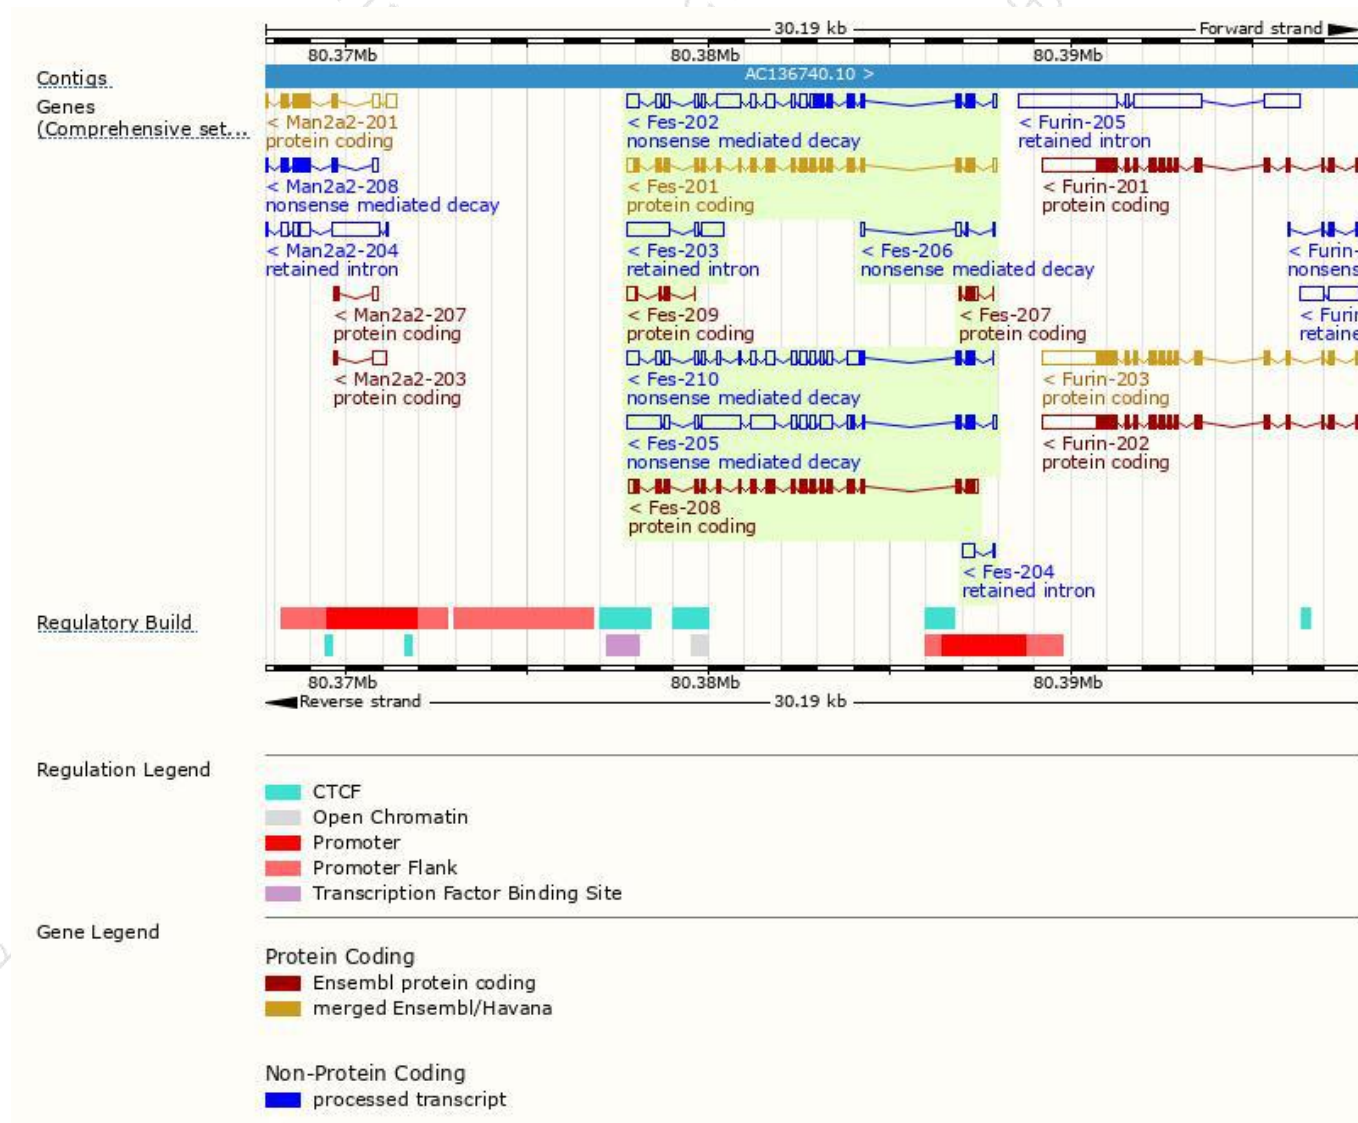 30.19 kb Forward strand
80.37Mb 80.38Mb 80.39Mb
Contigs AC136740.10 >
Genes
(Comprehensive set...
< Man2a2-201 < Fes-202 < Furin-205
protein coding nonsense mediated decay retained intron
< Man2a2-208 < Fes-201 < Furin-201
nonsense mediated decay protein coding protein coding
< Man2a2-204 < Fes-203 < Fes-206 < Furin-
retained intron retained intron nonsense mediated decay nonsens
< Man2a2-207 < Fes-209 < Fes-207 < Furi
protein coding protein coding protein coding retaine
< Man2a2-203 < Fes-210 < Furin-203
protein coding nonsense mediated decay protein coding
< Fes-205 < Furin-202
nonsense mediated decay protein coding
< Fes-208
protein coding
< Fes-204
retained intron
Regulatory Build
80.37Mb 80.38Mb 80.39Mb
Reverse strand 30.19 kb
Regulation Legend
CTCF
Open Chromatin
Promoter
Promoter Flank
Transcription Factor Binding Site
Gene Legend
Protein Coding
Ensembl protein coding
merged Ensembl/Havana
Non-Protein Coding
processed transcript